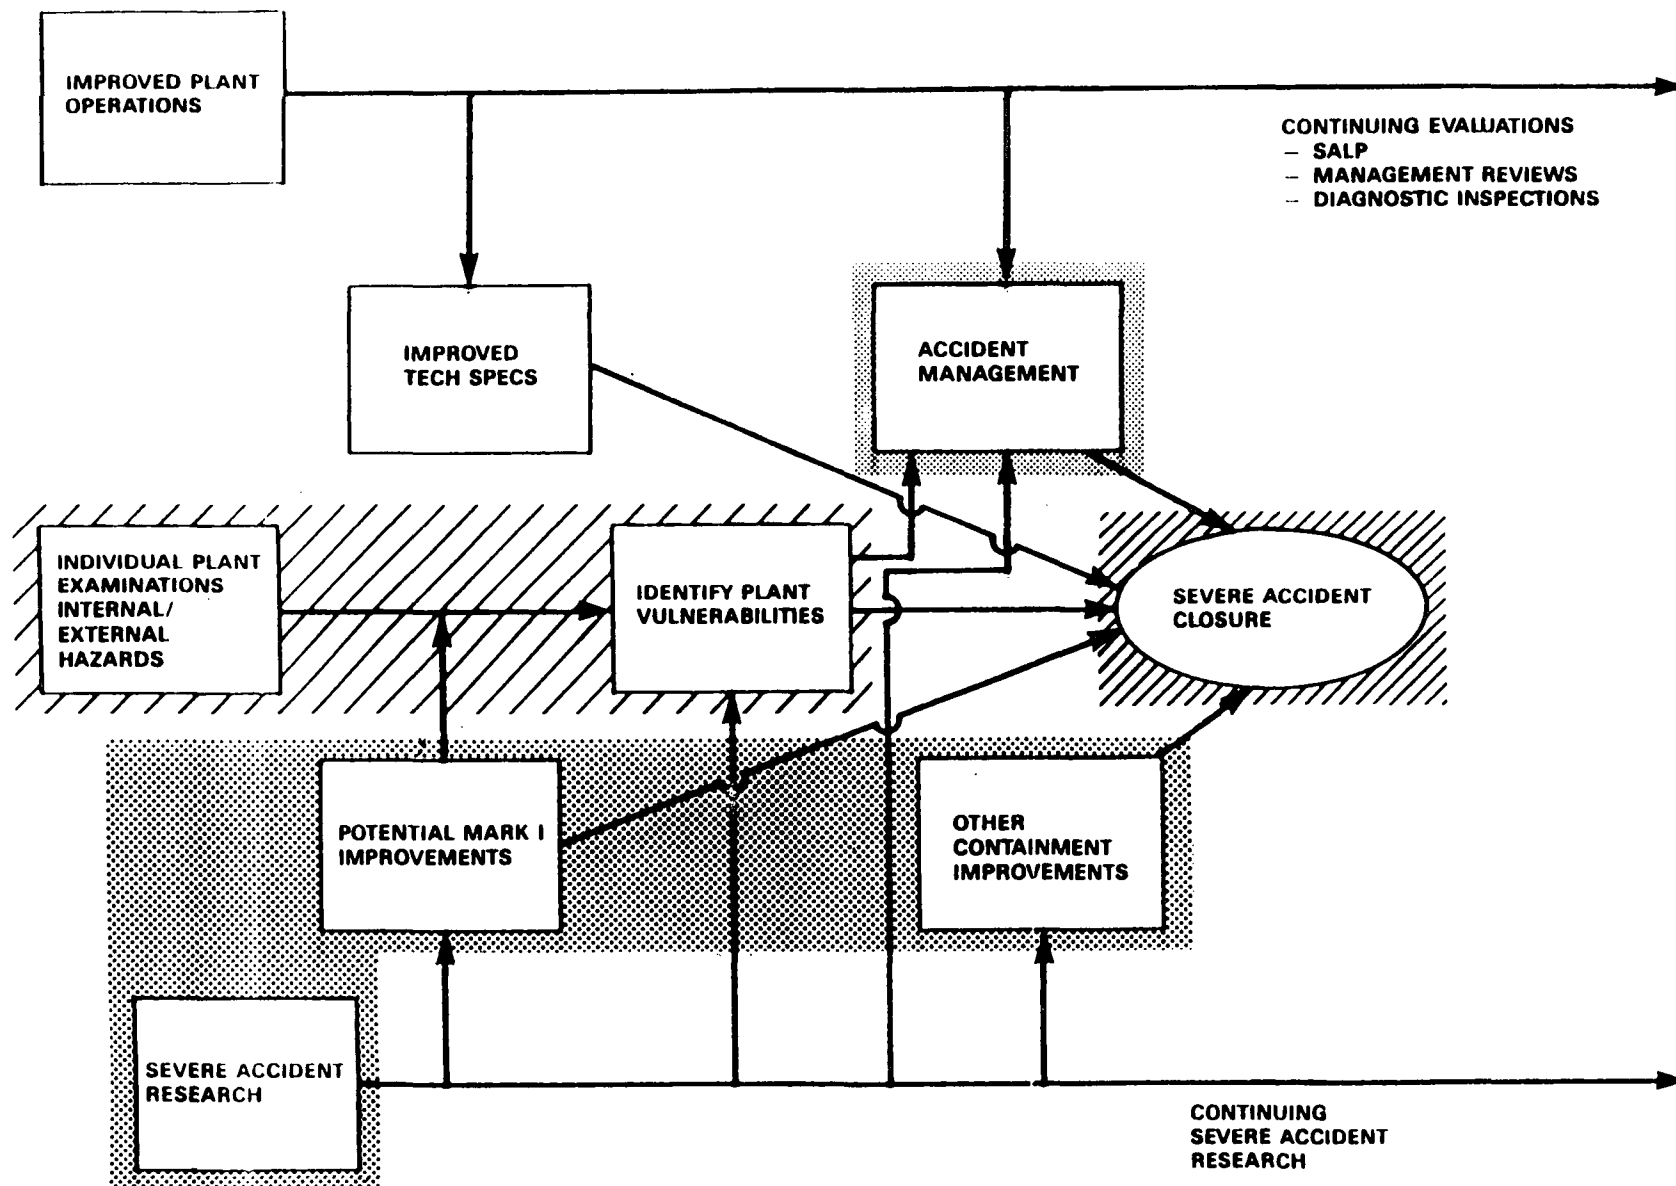 IMPROVED PLANT
OPERATIONS
CONTINUING EVALUATIONS
– SALP
– MANAGEMENT REVIEWS
– DIAGNOSTIC INSPECTIONS
IMPROVED
TECH SPECS
ACCIDENT
MANAGEMENT
INDIVIDUAL PLANT
EXAMINATIONS
INTERNAL/
EXTERNAL
HAZARDS
IDENTIFY PLANT
VULNERABILITIES
SEVERE ACCIDENT
CLOSURE
POTENTIAL MARK I
IMPROVEMENTS
OTHER
CONTAINMENT
IMPROVEMENTS
SEVERE ACCIDENT
RESEARCH
CONTINUING
SEVERE ACCIDENT
RESEARCH